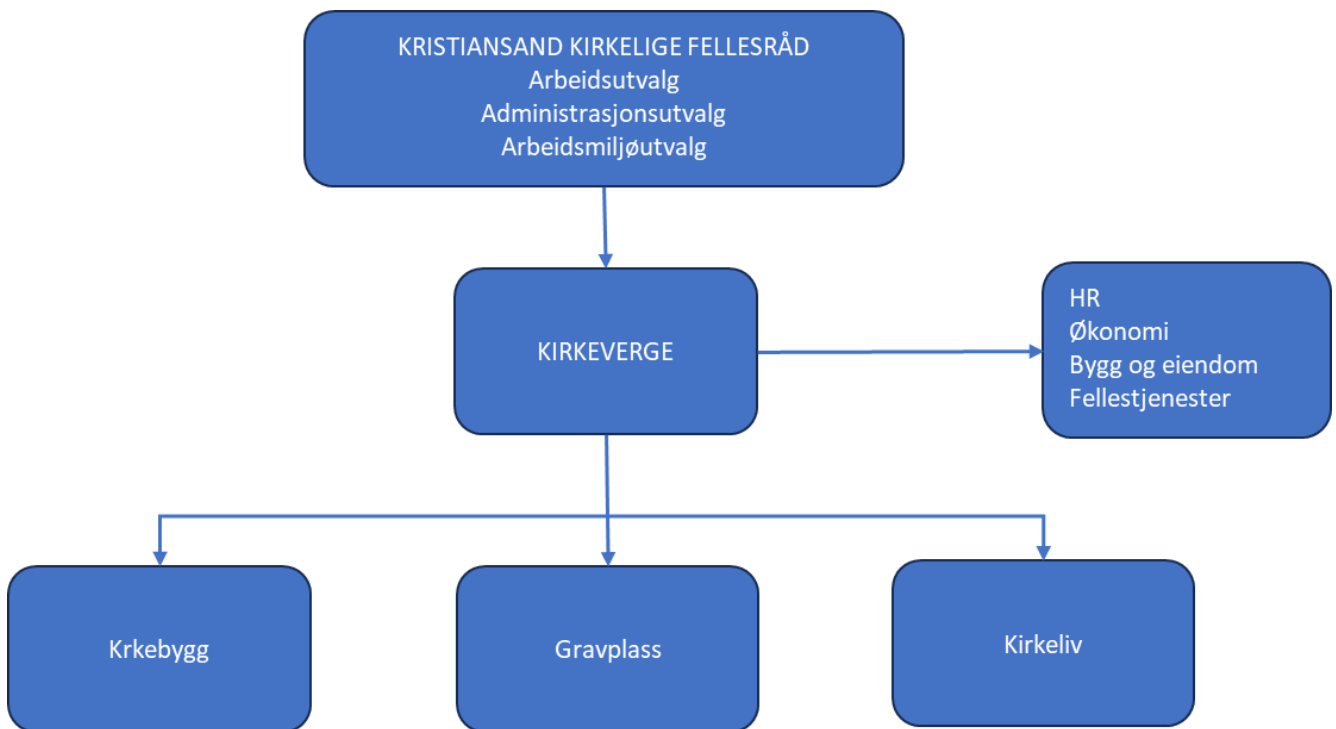 KRISTIANSAND KIRKELIGE FELLESRÅD
Arbeidsutvalg
Administrasjonsutvalg
Arbeidsmiljøutvalg
KIRKEVERGE
HR
Økonomi
Bygg og eiendom
Fellestjenester
Krkebygg
Gravplass
Kirkeliv